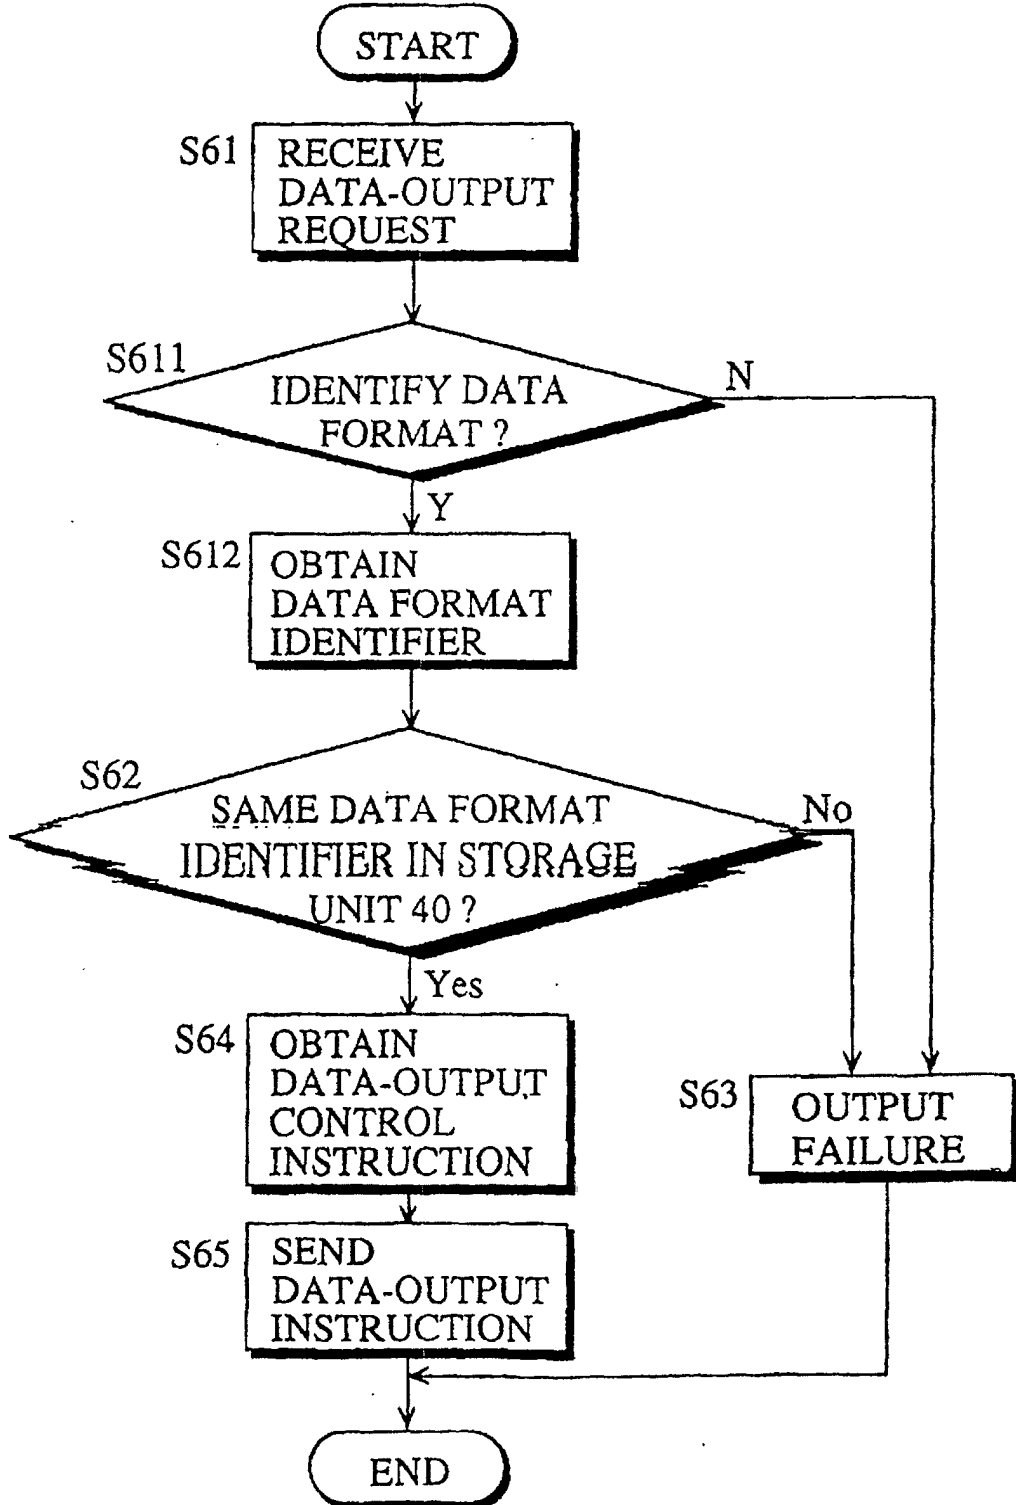 START
S61
RECEIVE
DATA-OUTPUT
REQUEST
S611
IDENTIFY DATA
FORMAT ?
N
Y
S612
OBTAIN
DATA FORMAT
IDENTIFIER
S62
SAME DATA FORMAT
IDENTIFIER IN STORAGE
UNIT 40 ?
No
Yes
S64
OBTAIN
DATA-OUTPUT
CONTROL
INSTRUCTION
S63
OUTPUT
FAILURE
S65
SEND
DATA-OUTPUT
INSTRUCTION
END